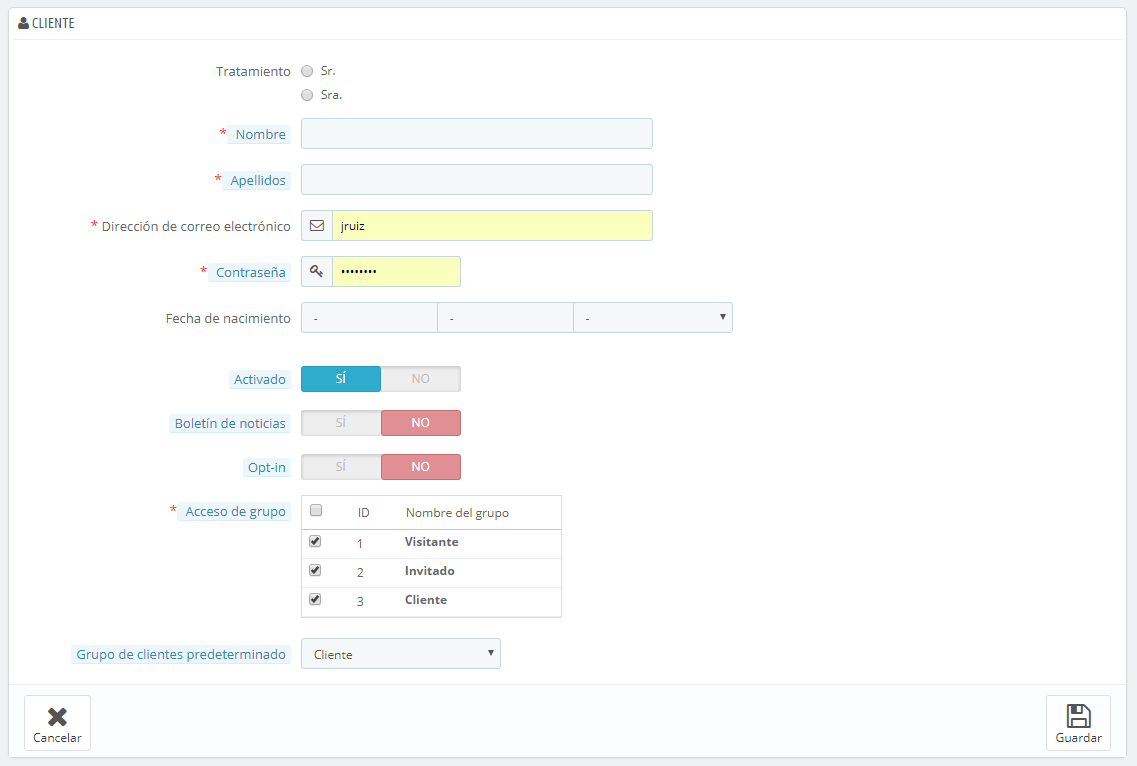 CLIENTE
Tratamiento
Sr.
Sra.
* Nombre
* Apellidos
* Dirección de correo electrónico jruiz
* Contraseña ••••••••
Fecha de nacimiento - - -
Activado SÍ NO
Boletín de noticias SÍ NO
Opt-in SÍ NO
* Acceso de grupo
ID Nombre del grupo
1 Visitante
2 Invitado
3 Cliente
Grupo de clientes predeterminado Cliente
Cancelar Guardar